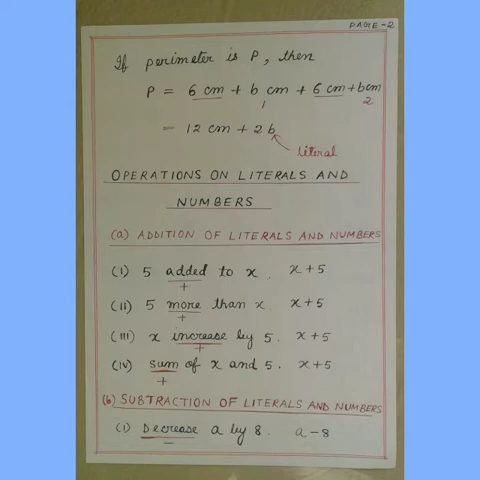 PAGE-2
If perimeter is P, then
P = 6 cm + b cm + 6 cm + b cm
1 2
= 12 cm + 2 b
literal
OPERATIONS ON LITERALS AND
NUMBERS
(a) ADDITION OF LITERALS AND NUMBERS
(I) 5 added to x. x + 5
+
(II) 5 more than x. x + 5
+
(III) x increase by 5. x + 5
+
(IV) sum of x and 5. x + 5
+
(b) SUBTRACTION OF LITERALS AND NUMBERS
(I) Decrease a by 8. a - 8
-